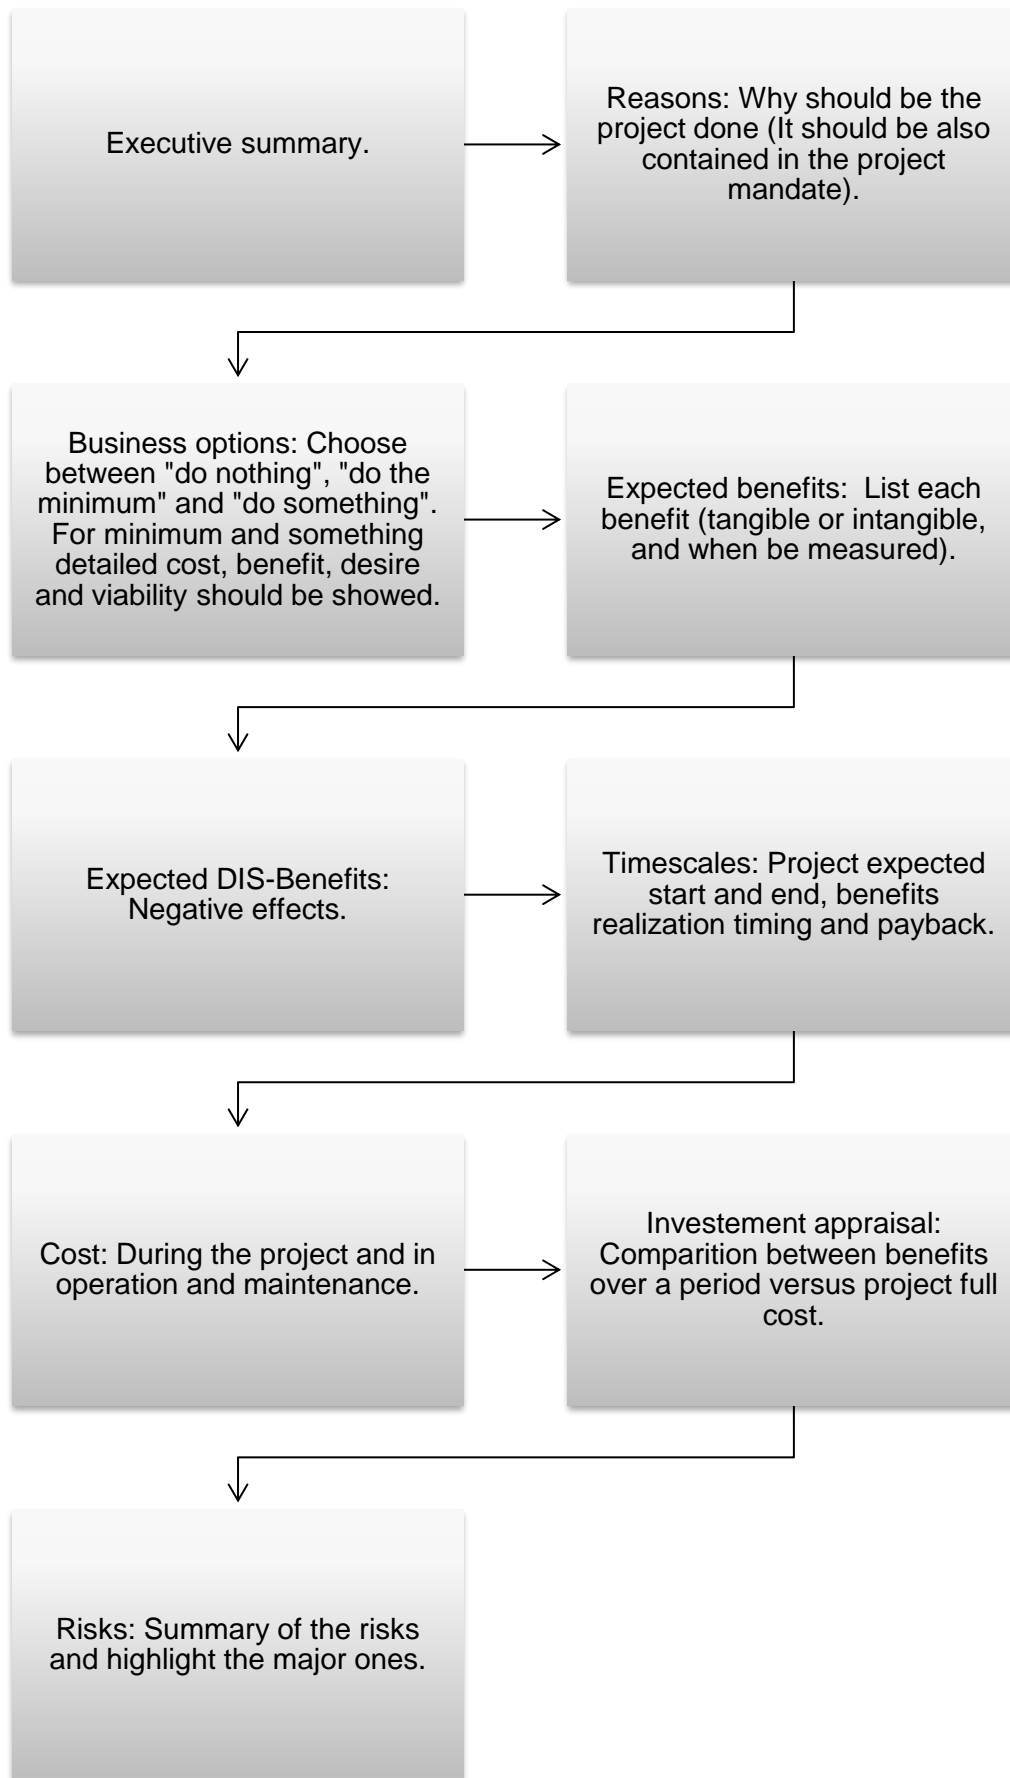 Executive summary.
Reasons: Why should be the
project done (It should be also
contained in the project
mandate).
Business options: Choose
between "do nothing", "do the
minimum" and "do something".
For minimum and something
detailed cost, benefit, desire
and viability should be showed.
Expected benefits:  List each
benefit (tangible or intangible,
and when be measured).
Expected DIS-Benefits:
Negative effects.
Timescales: Project expected
start and end, benefits
realization timing and payback.
Cost: During the project and in
operation and maintenance.
Investement appraisal:
Comparition between benefits
over a period versus project full
cost.
Risks: Summary of the risks
and highlight the major ones.